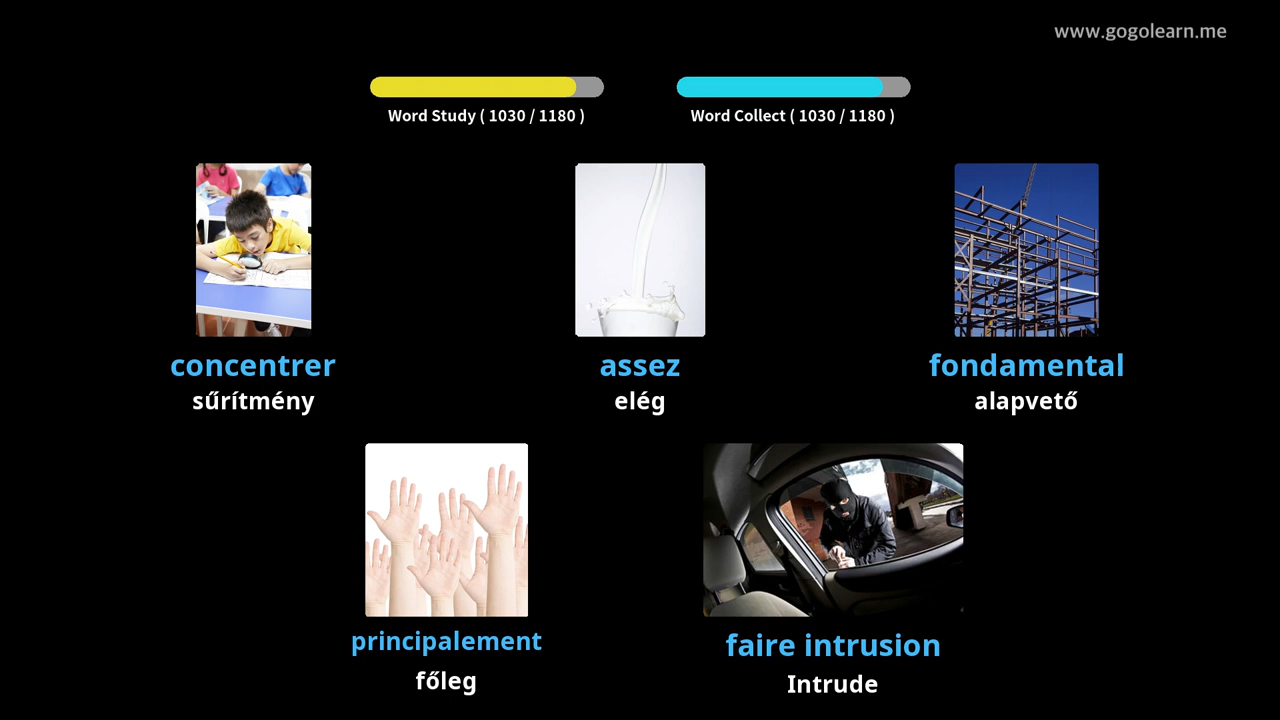 www.gogolearn.me
Word Study ( 1030 / 1180 )
Word Collect ( 1030 / 1180 )
concentrer
sűrítmény
assez
elég
fondamental
alapvető
principalement
főleg
faire intrusion
Intrude